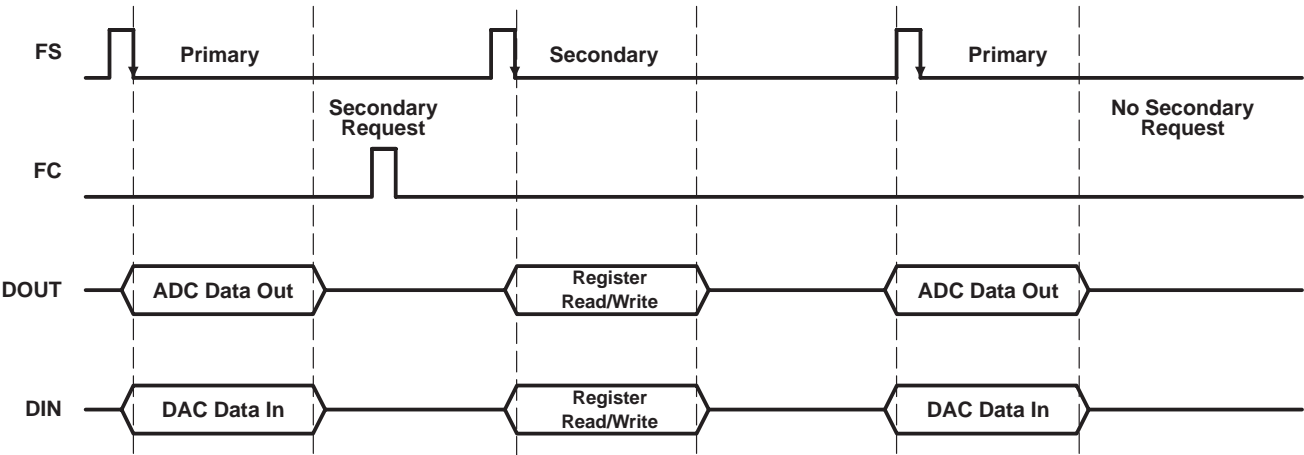 FS
Primary
Secondary
Primary
Secondary
Request
No Secondary
Request
FC
DOUT
ADC Data Out
Register
Read/Write
ADC Data Out
DIN
DAC Data In
Register
Read/Write
DAC Data In